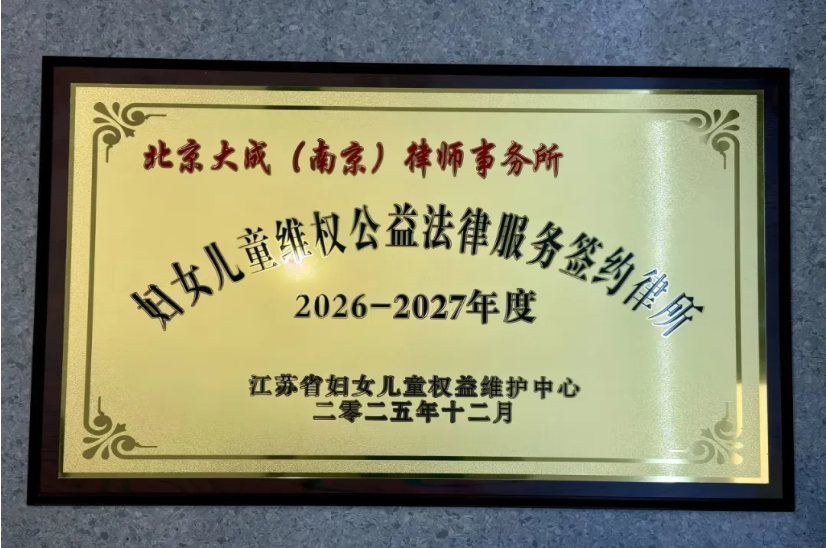 北京大成（南京）律师事务所
妇女儿童维权公益法律服务签约律所
2026-2027年度
江苏省妇女儿童权益维护中心
二零二五年十二月